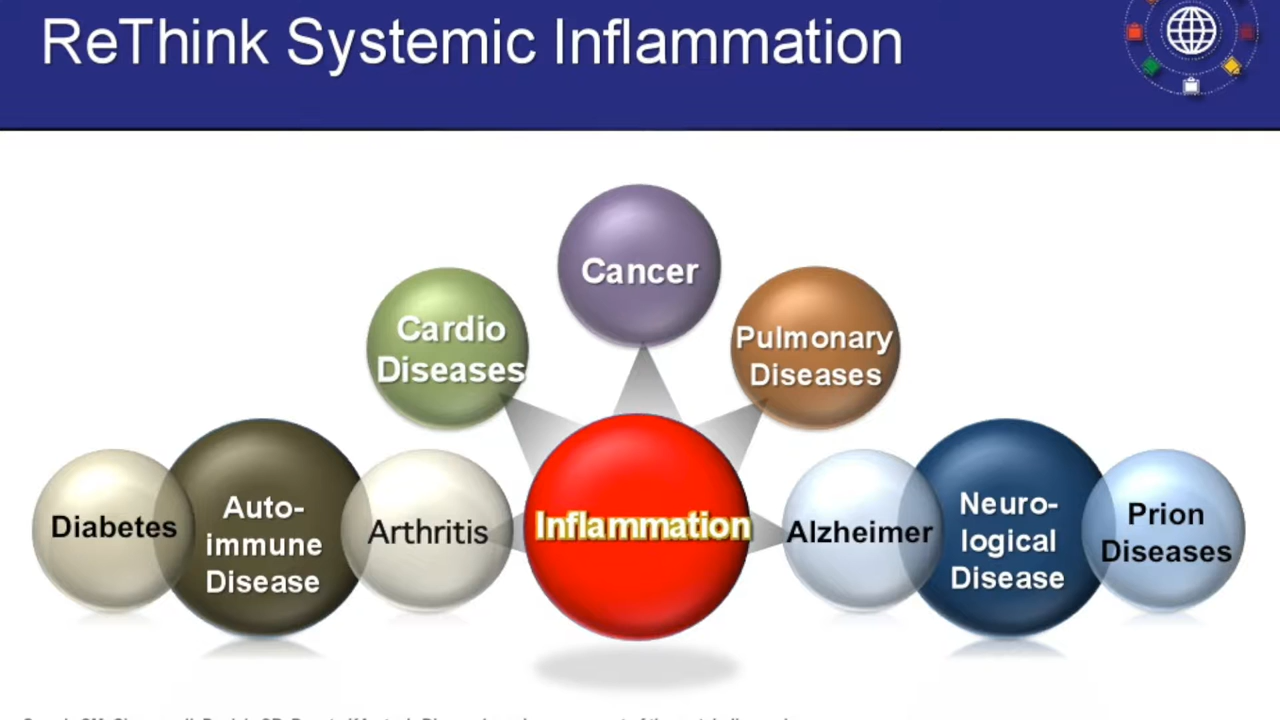 ReThink Systemic Inflammation
Cancer
Cardio
Diseases
Pulmonary
Diseases
Diabetes
Auto-
immune
Disease
Arthritis
Inflammation
Alzheimer
Neuro-
logical
Disease
Prion
Diseases